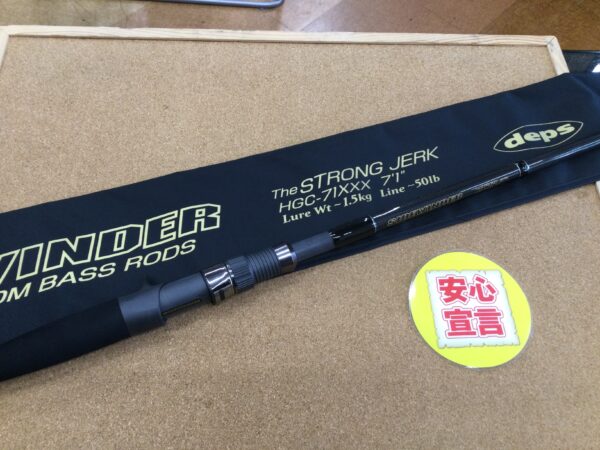 deps
The STRONG JERK
HGC-71XXX 7'1"
Lure Wt ~1.5kg Line ~50lb
WINDER
OM BASS RODS
SIDEWINDER
安心
宣言